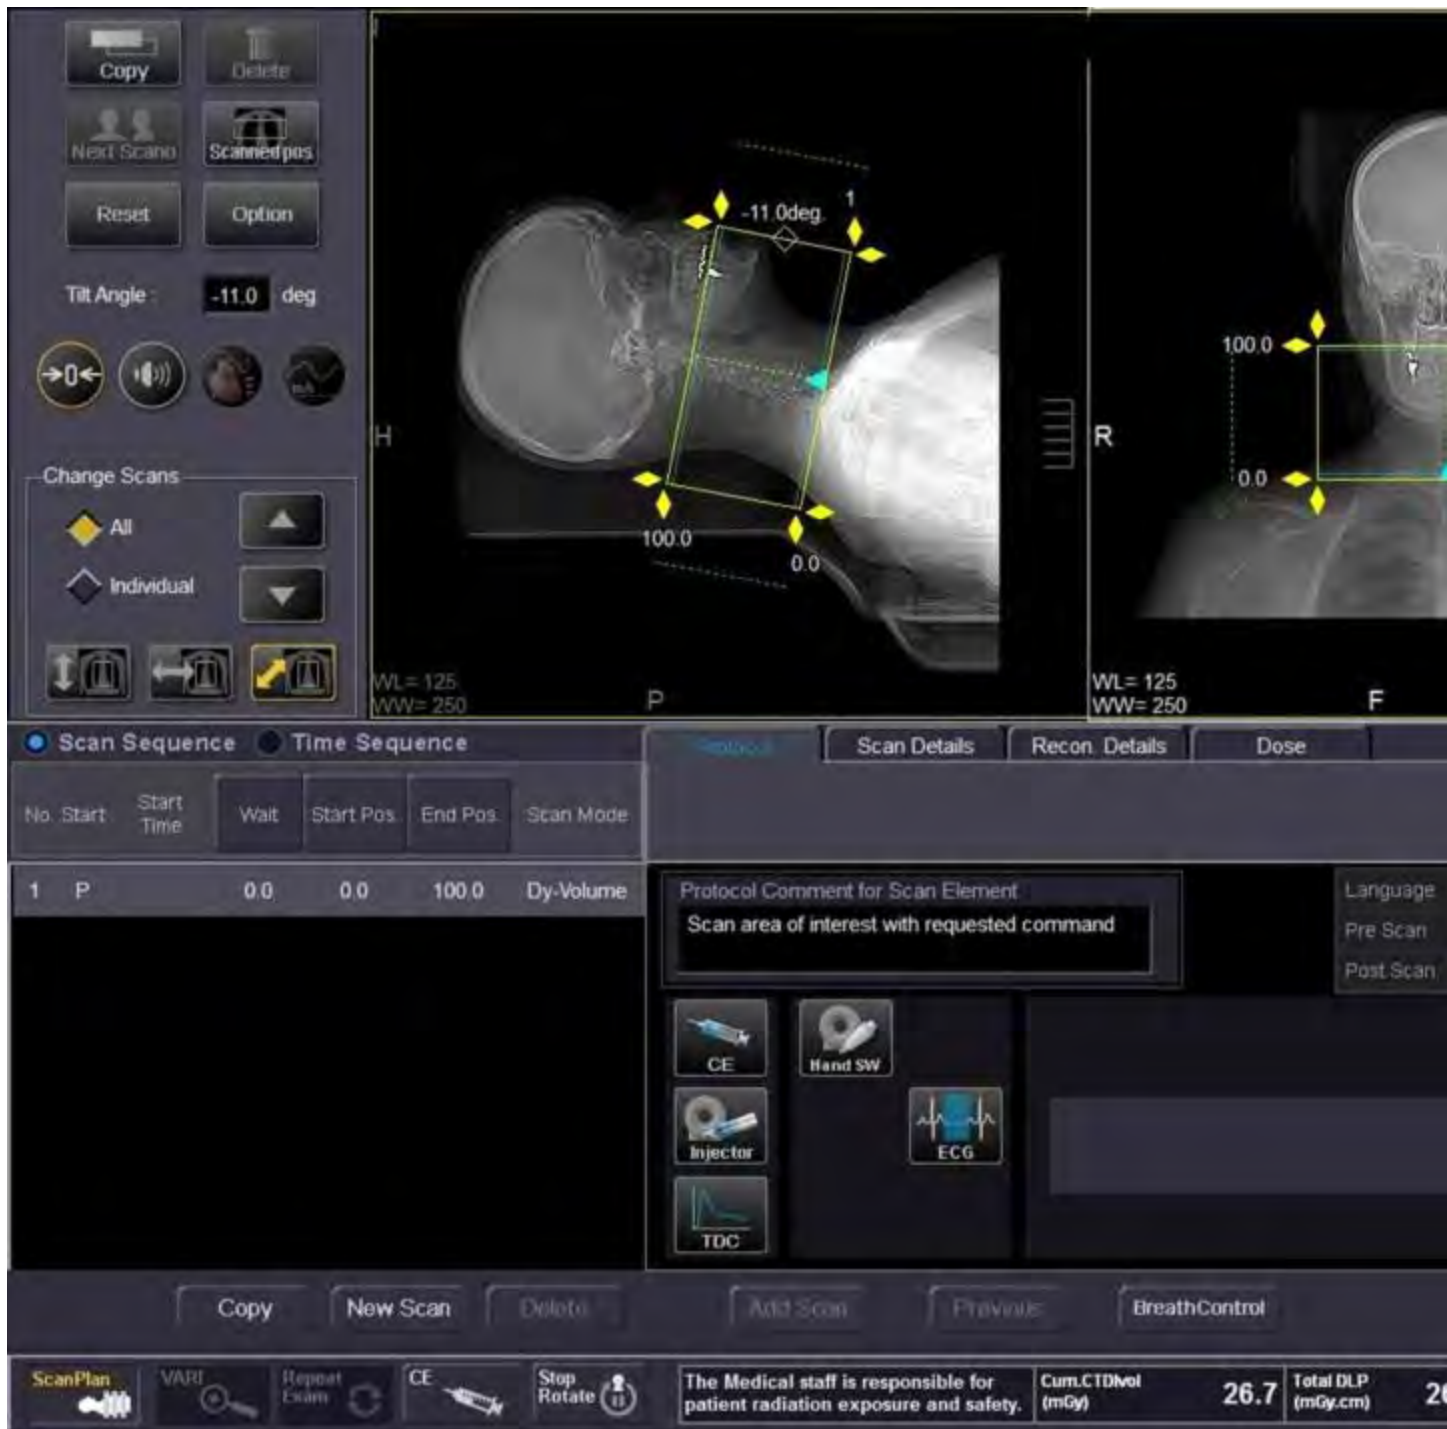 Copy
Delete
Next Scano
Scanned pos.
Reset
Option
Tilt Angle :
-11.0 deg
→0←
Change Scans
All
Individual
1
-11.0deg.
H
100.0
0.0
WL= 125
WW= 250
P
R
100.0
0.0
WL= 125
WW= 250
F
Scan Sequence
Time Sequence
Protocol
Scan Details
Recon. Details
Dose
No. Start
Start
Time
Wait
Start Pos.
End Pos.
Scan Mode
1 P 0.0 0.0 100.0 Dy-Volume
Protocol Comment for Scan Element
Scan area of interest with requested command
Language
Pre Scan
Post Scan
CE
Hand SW
Injector
ECG
TDC
Copy
New Scan
Delete
Add Scan
Previous
BreathControl
ScanPlan
VARI
Repeat
Exam
CE
Stop
Rotate
The Medical staff is responsible for
patient radiation exposure and safety.
Cum.CTDIvol
(mGy)
26.7
Total DLP
(mGy.cm)